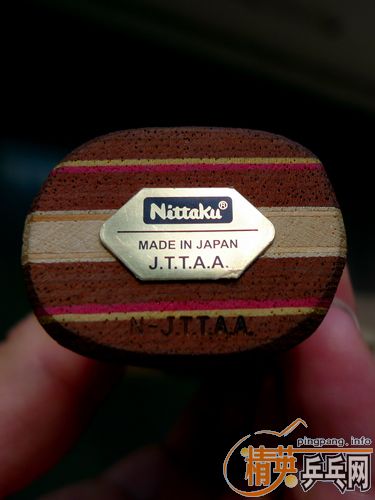 Nittaku®
MADE IN JAPAN
J.T.T.A.A.
N-J.T.T.A.A.
pingpang.info
精英乒乓网